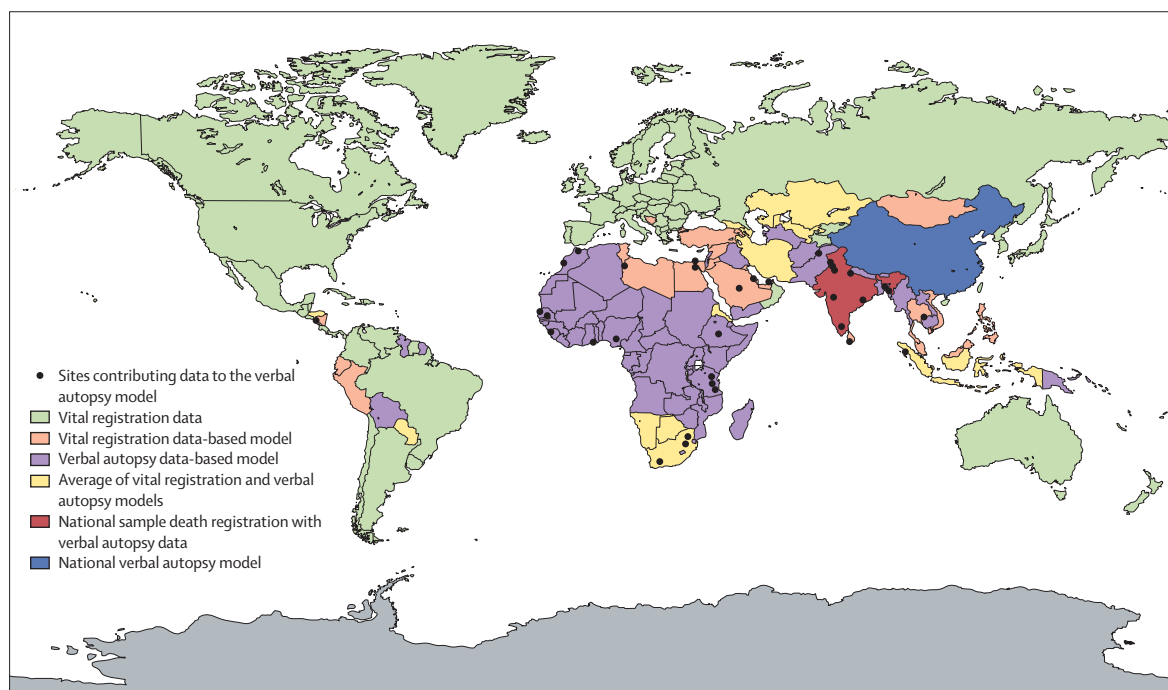 Sites contributing data to the verbal
autopsy model
Vital registration data
Vital registration data-based model
Verbal autopsy data-based model
Average of vital registration and verbal
autopsy models
National sample death registration with
verbal autopsy data
National verbal autopsy model